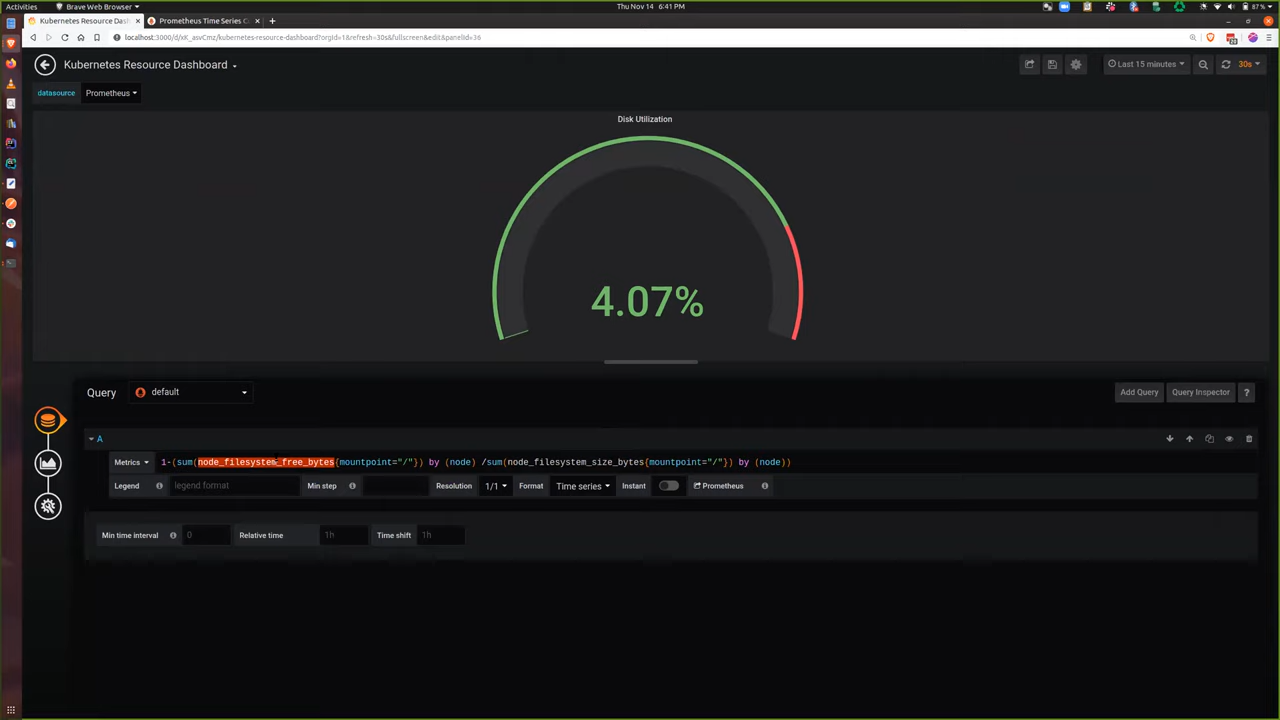 Activities
Brave Web Browser
Thu Nov 14 6:41 PM
87 %
Kubernetes Resource Dash
Prometheus Time Series C
localhost:3000/d/xK_asvCmz/kubernetes-resource-dashboard?orgId=1&refresh=30s&fullscreen&edit&panelId=36
Kubernetes Resource Dashboard
Last 15 minutes
30s
datasource
Prometheus
Disk Utilization
4.07%
Query
default
Add Query
Query Inspector
?
A
Metrics
1-(sum(node_filesystem_free_bytes{mountpoint="/"}) by (node) /sum(node_filesystem_size_bytes{mountpoint="/"}) by (node))
Legend
legend format
Min step
Resolution
1/1
Format
Time series
Instant
Prometheus
Min time interval
0
Relative time
1h
Time shift
1h